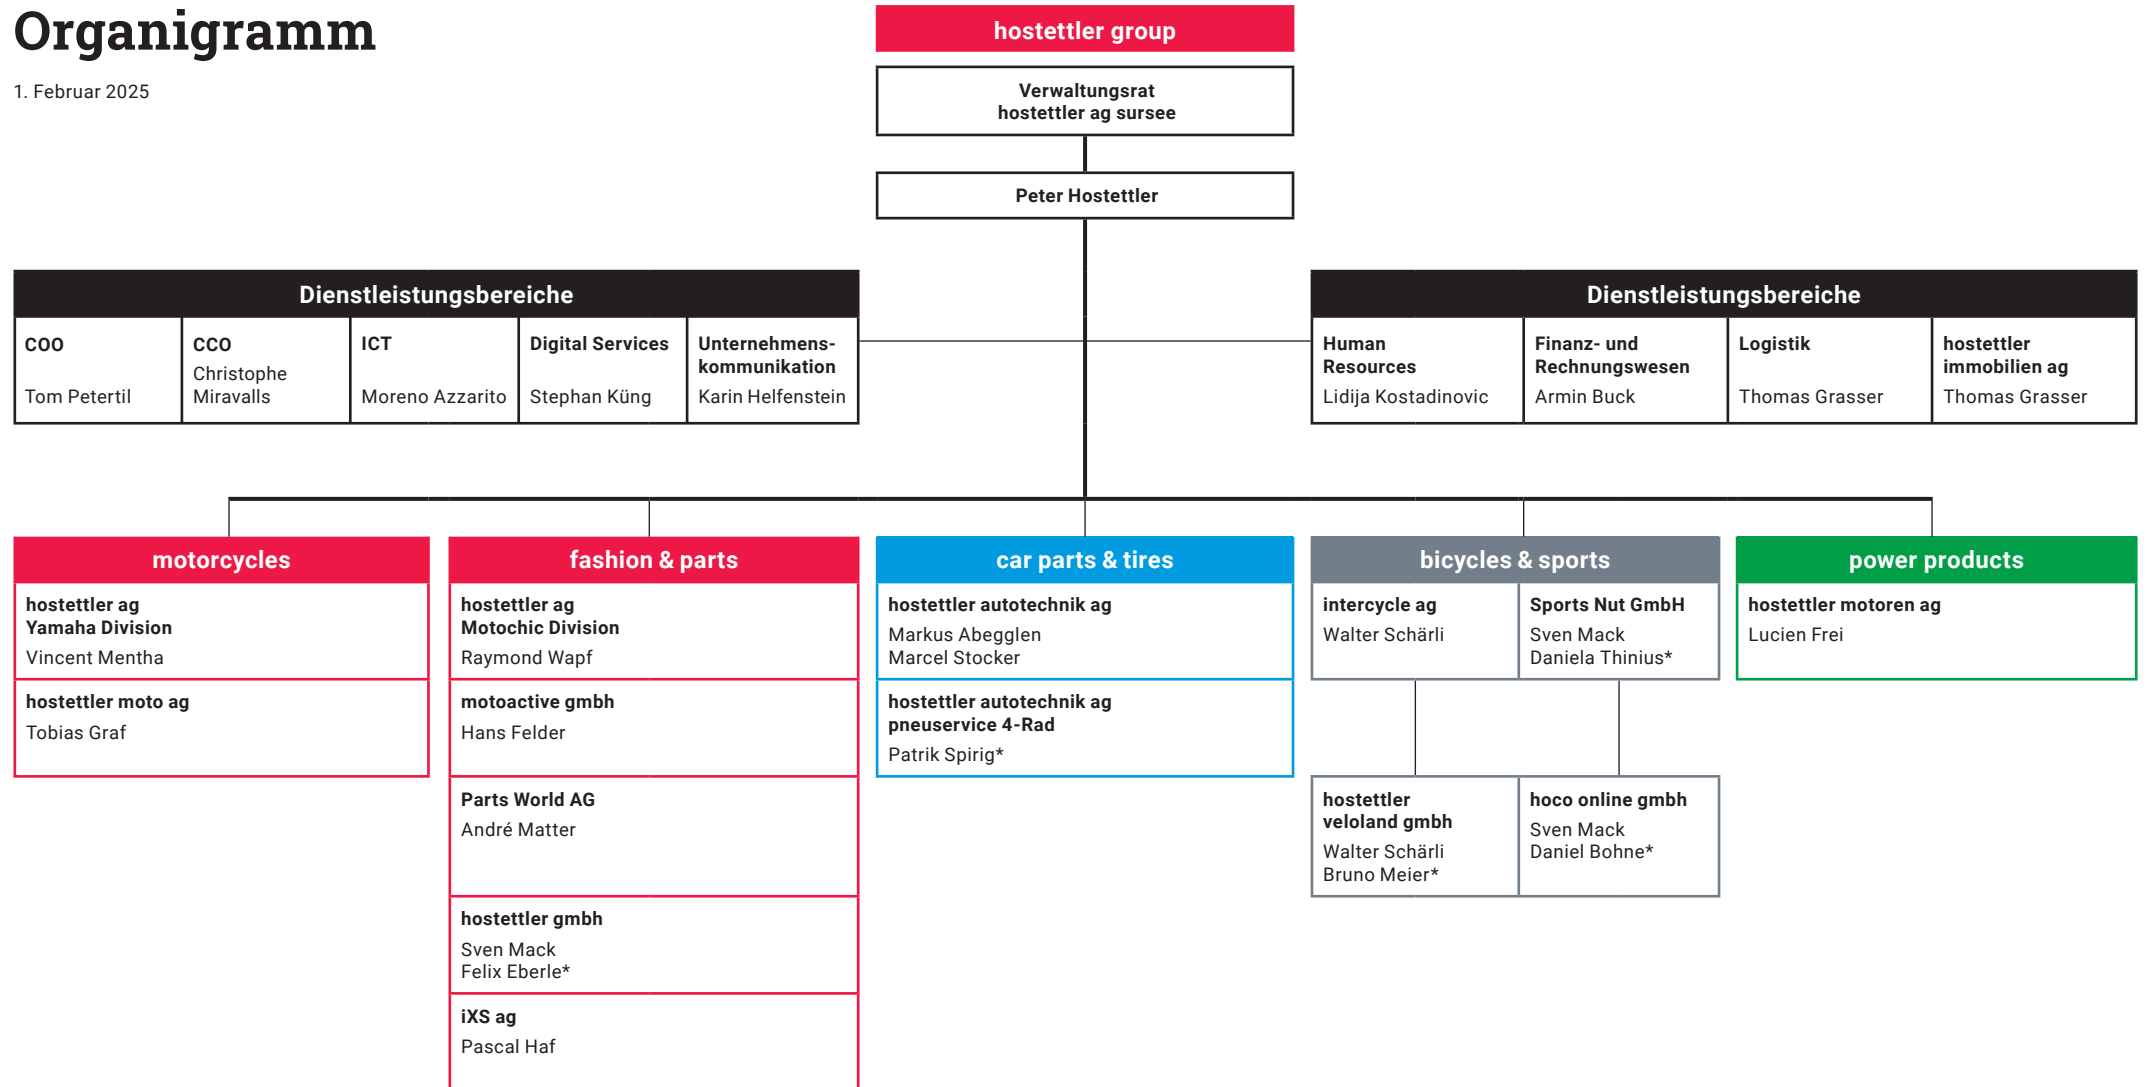 Organigramm
1. Februar 2025
hostettler group
Verwaltungsrat
hostettler ag sursee
Peter Hostettler
Dienstleistungsbereiche
COO
Tom Petertil
CCO
Christophe
Miravalls
ICT
Moreno Azzarito
Digital Services
Stephan Küng
Unternehmens-
kommunikation
Karin Helfenstein
Dienstleistungsbereiche
Human
Resources
Lidija Kostadinovic
Finanz- und
Rechnungswesen
Armin Buck
Logistik
Thomas Grasser
hostettler
immobilien ag
Thomas Grasser
motorcycles
hostettler ag
Yamaha Division
Vincent Mentha
hostettler moto ag
Tobias Graf
fashion & parts
hostettler ag
Motochic Division
Raymond Wapf
motoactive gmbh
Hans Felder
Parts World AG
André Matter
hostettler gmbh
Sven Mack
Felix Eberle*
iXS ag
Pascal Haf
car parts & tires
hostettler autotechnik ag
Markus Abegglen
Marcel Stocker
hostettler autotechnik ag
pneuservice 4-Rad
Patrik Spirig*
bicycles & sports
intercycle ag
Walter Schärli
Sports Nut GmbH
Sven Mack
Daniela Thinius*
hostettler
veloland gmbh
Walter Schärli
Bruno Meier*
hoco online gmbh
Sven Mack
Daniel Bohne*
power products
hostettler motoren ag
Lucien Frei